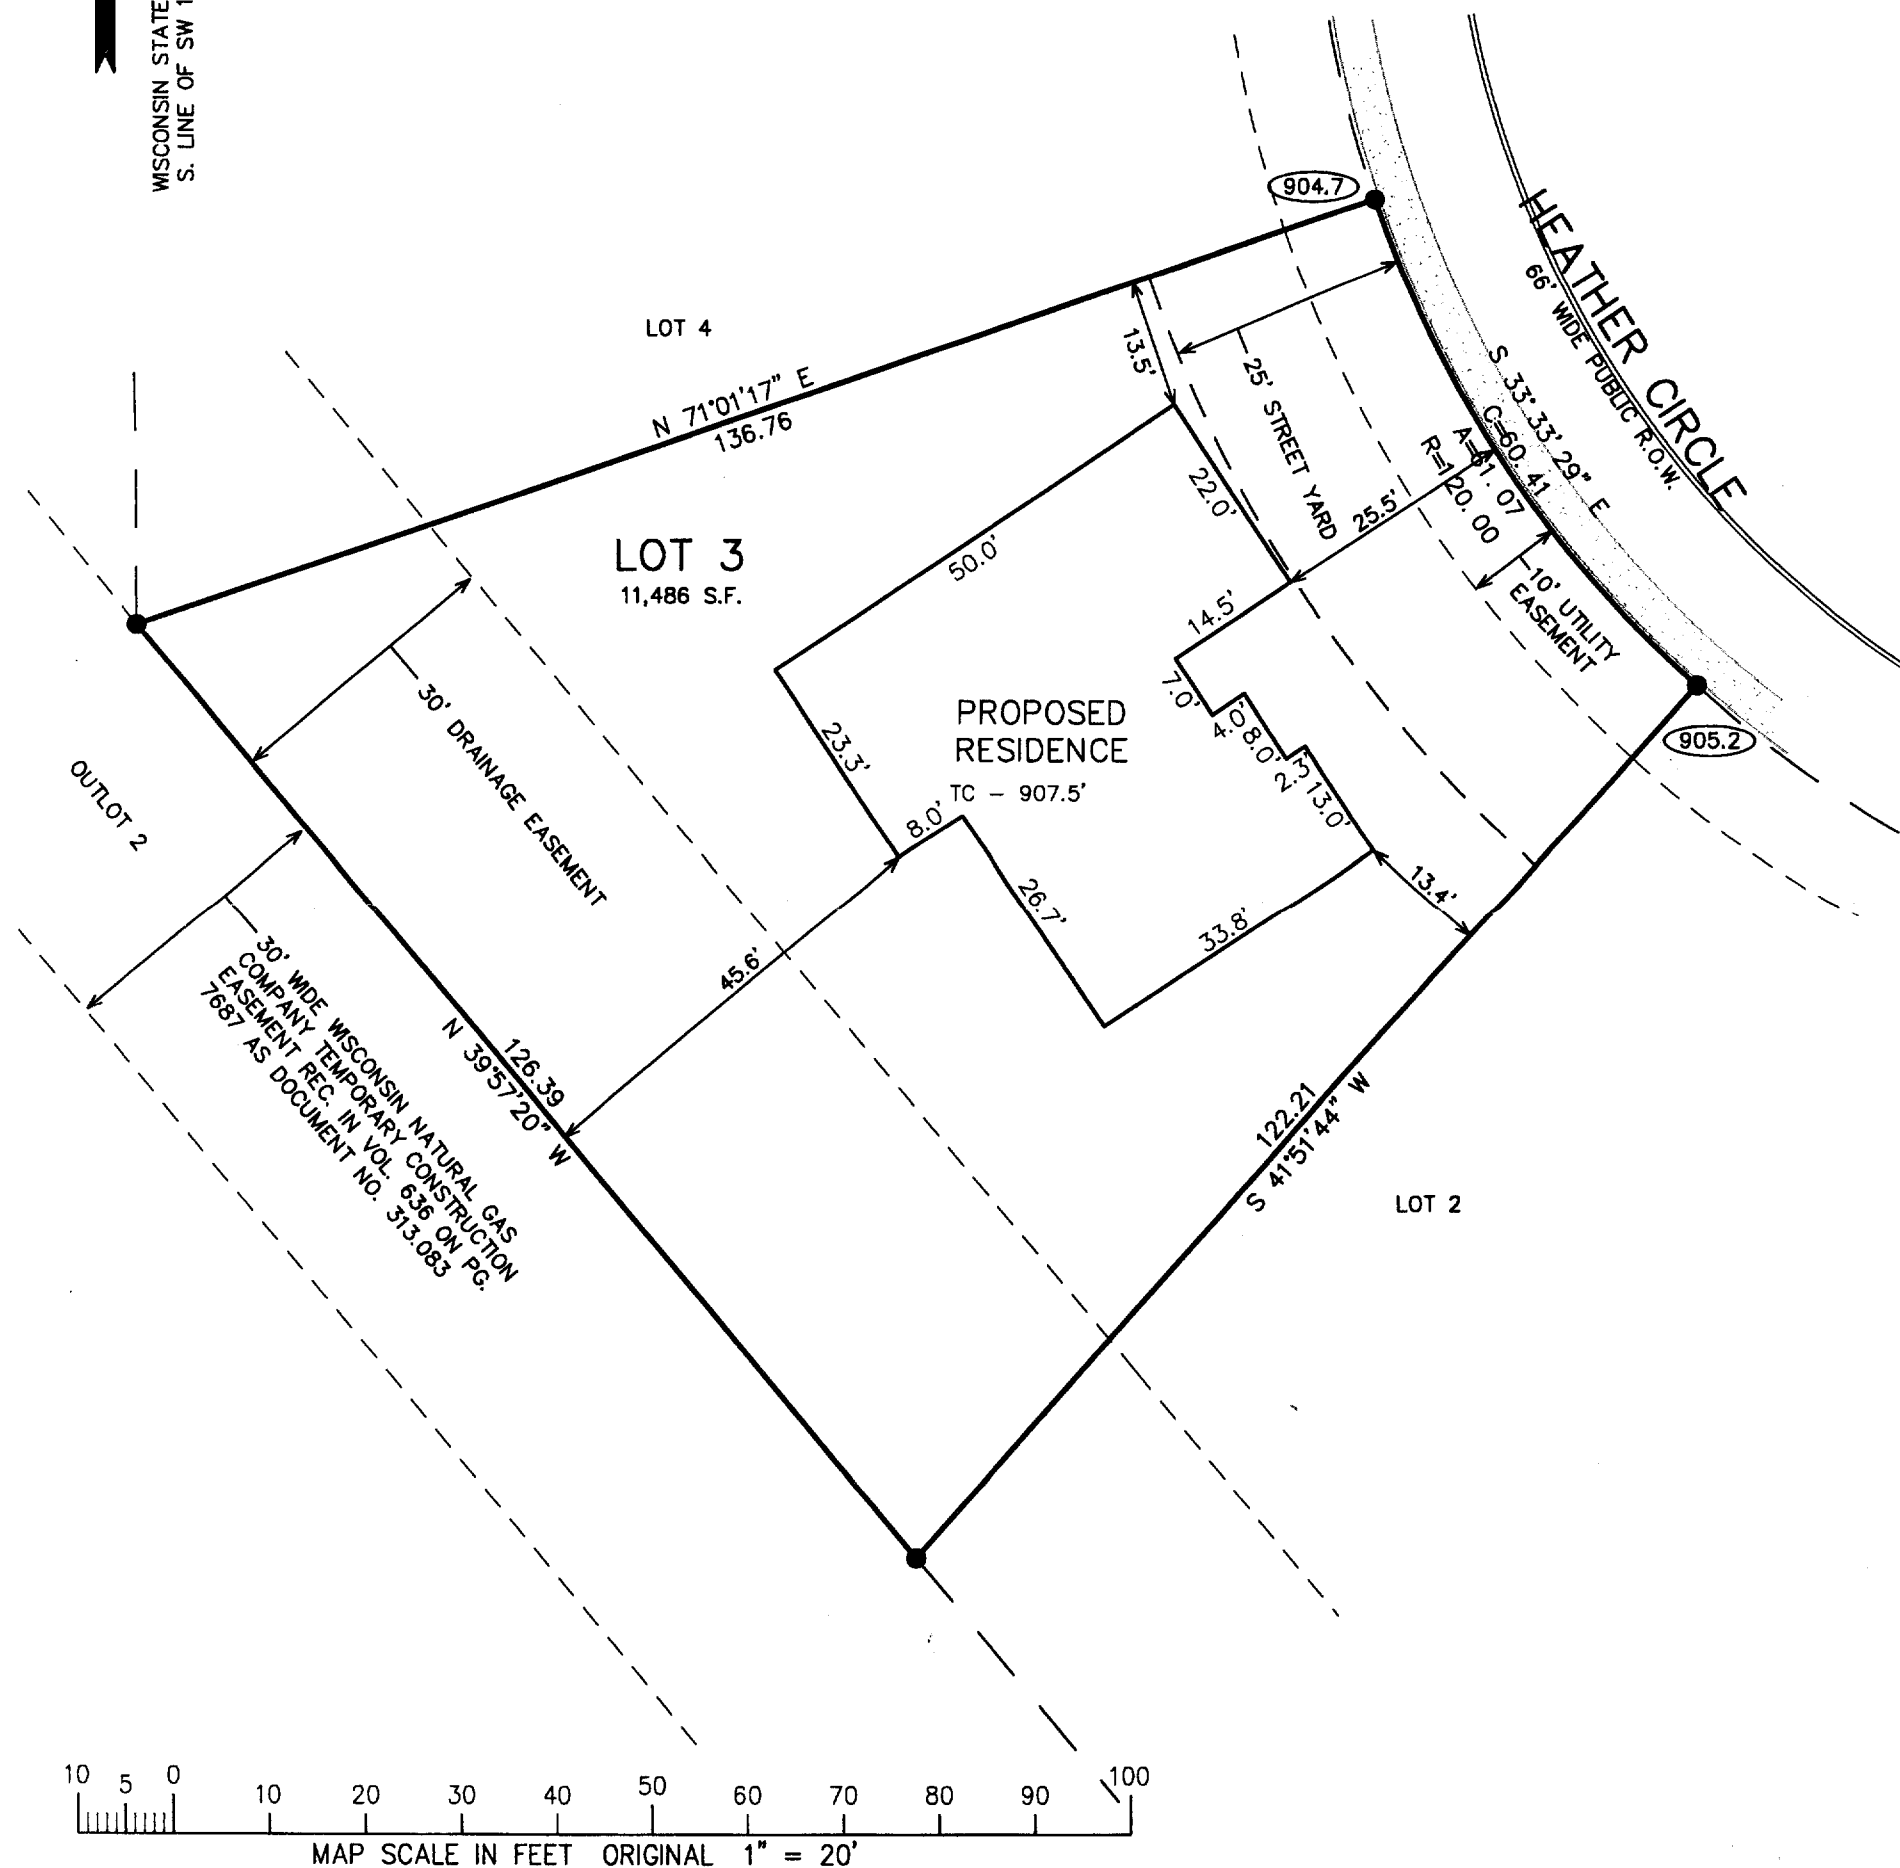 WISCONSIN STATE
S. LINE OF SW 1
904.7
HEATHER CIRCLE
66' WIDE PUBLIC R.O.W.
LOT 4
13.5'
25' STREET YARD
S 33°33'29" E
C=60.41
A=61.07
R=120.00
N 71°01'17" E
136.76
22.0'
25.5'
LOT 3
11,486 S.F.
50.0'
10' UTILITY
EASEMENT
14.5'
7.0'
4.0'
8.0'
2.3'
13.0'
30' DRAINAGE EASEMENT
PROPOSED
RESIDENCE
TC - 907.5'
23.3'
8.0'
905.2
OUTLOT 2
26.7'
33.8'
13.4'
45.6'
30' WIDE WISCONSIN NATURAL GAS
COMPANY TEMPORARY CONSTRUCTION
EASEMENT REC. IN VOL. 636 ON PG.
7687 AS DOCUMENT NO. 313.083
126.39
N 39°57'20" W
122.21
S 41°51'44" W
LOT 2
10 5 0 10 20 30 40 50 60 70 80 90 100
MAP SCALE IN FEET ORIGINAL 1" = 20'